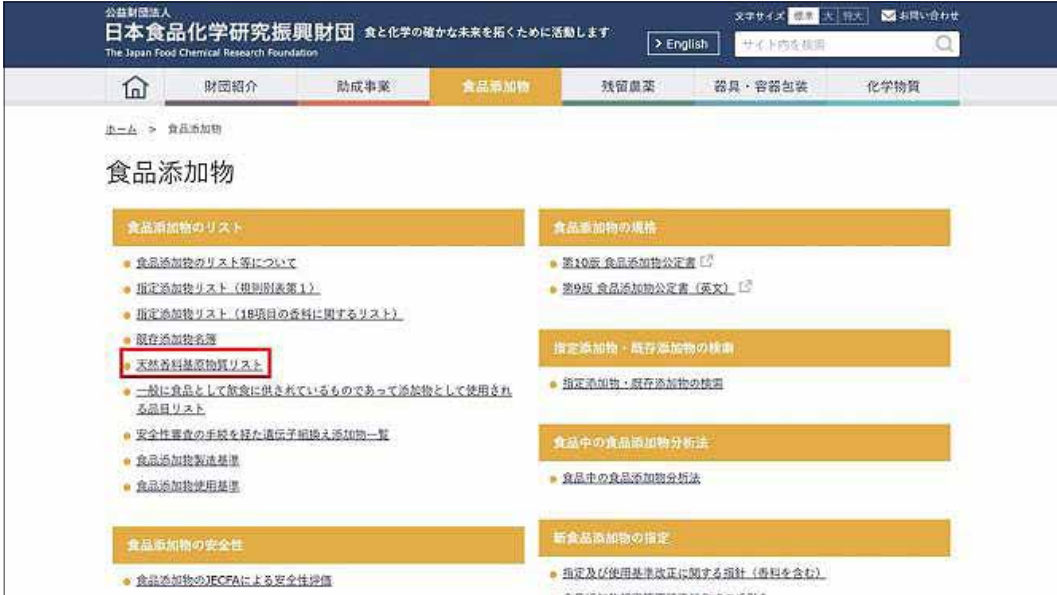 公益財団法人
日本食品化学研究振興財団 食と化学の確かな未来を拓くために活動します
The Japan Food Chemical Research Foundation
文字サイズ 標準 大 特大 お問い合わせ
> English サイト内を検索
財団紹介 助成事業 食品添加物 残留農薬 器具・容器包装 化学物質
ホーム > 食品添加物
食品添加物
食品添加物のリスト
食品添加物のリスト等について
指定添加物リスト（規則別表第１）
指定添加物リスト（18項目の香料に関するリスト）
既存添加物名簿
天然香料基原物質リスト
一般に食品として飲食に供されているものであって添加物として使用され
る品目リスト
安全性審査の手続を経た遺伝子組換え添加物一覧
食品添加物製造基準
食品添加物使用基準
食品添加物の安全性
食品添加物のJECFAによる安全性評価
食品添加物の規格
第10版 食品添加物公定書
第9版 食品添加物公定書（英文）
指定添加物・既存添加物の検索
指定添加物・既存添加物の検索
食品中の食品添加物分析法
食品中の食品添加物分析法
新食品添加物の指定
指定及び使用基準改正に関する指針（香料を含む）